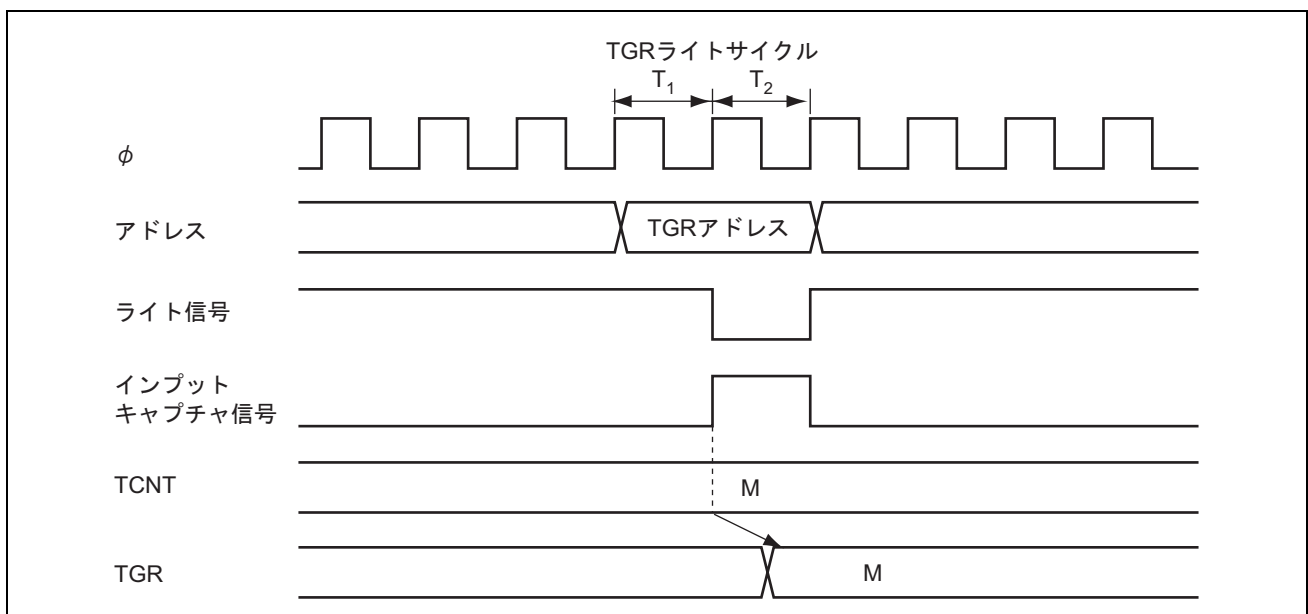 TGRライトサイクル
T1 T2
φ
アドレス
TGRアドレス
ライト信号
インプット
キャプチャ信号
TCNT
M
TGR
M